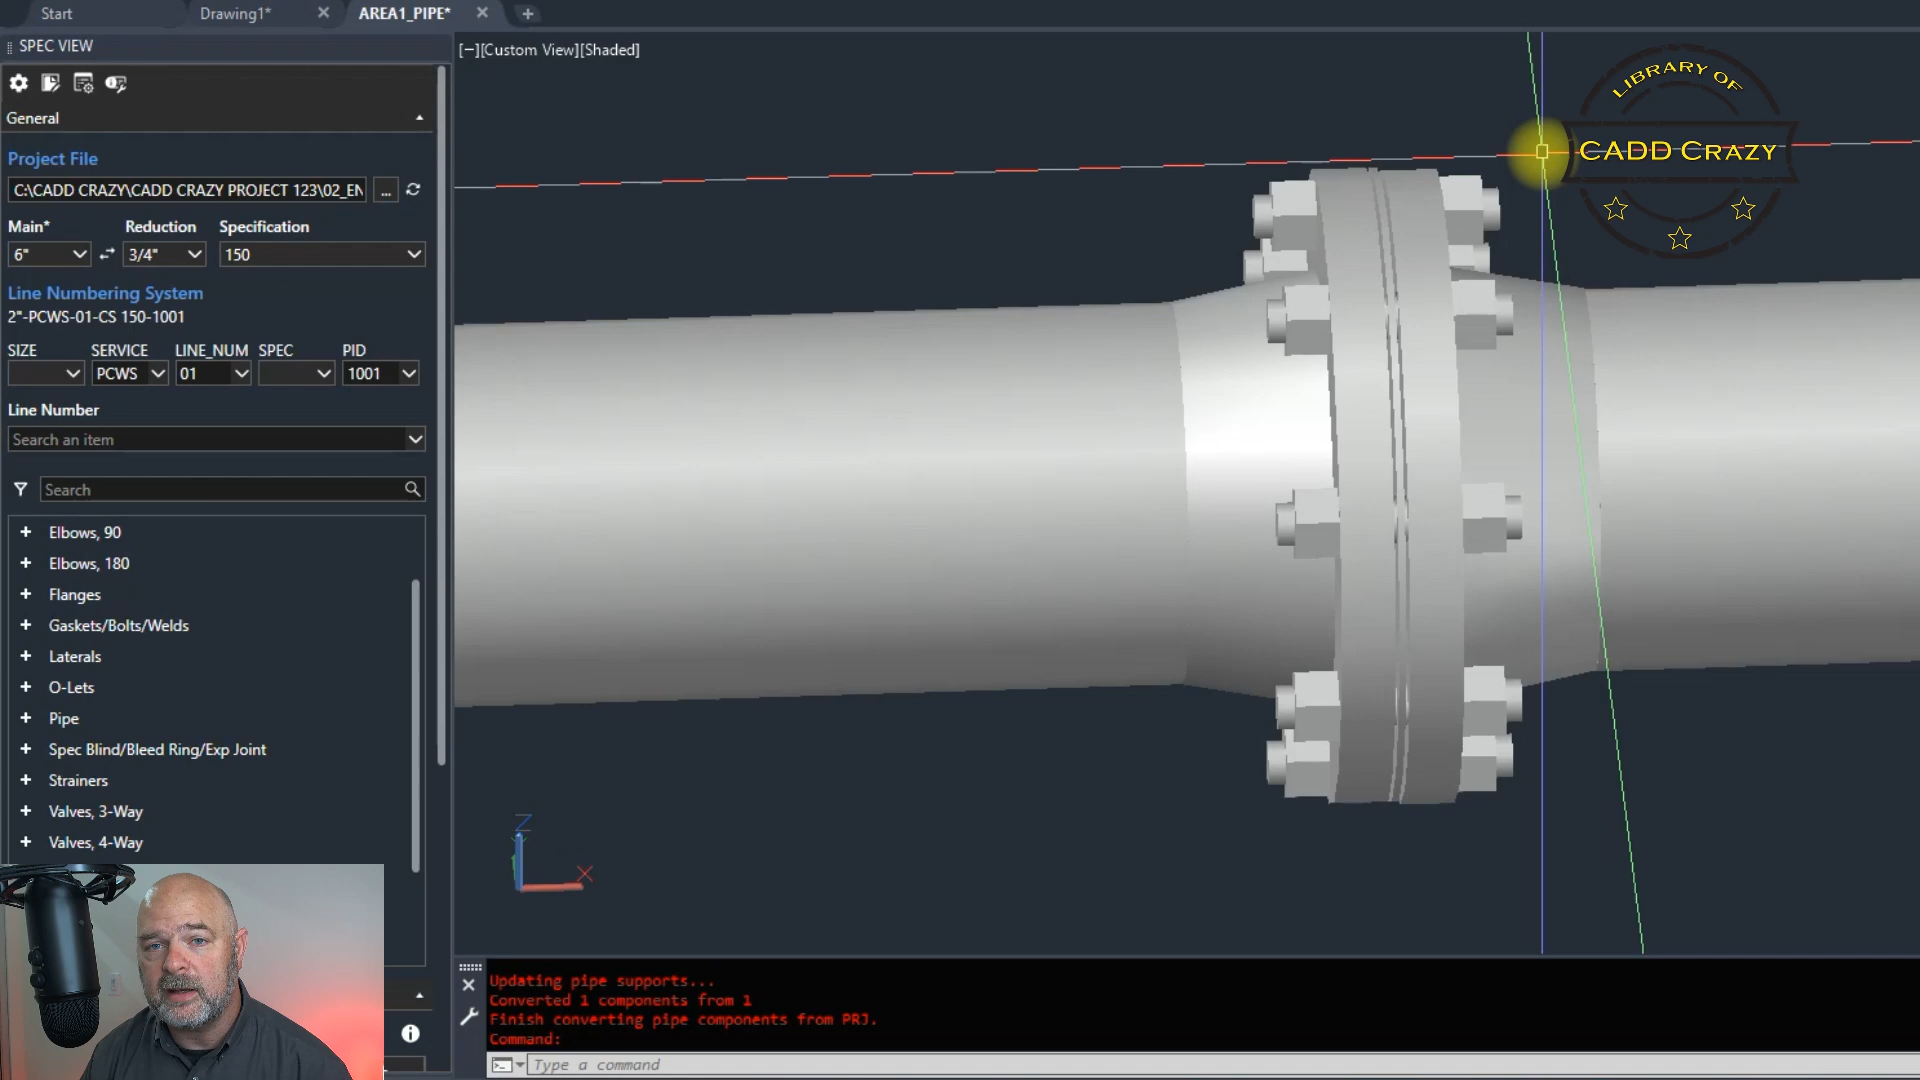 Start
Drawing1*
AREA1_PIPE*
SPEC VIEW
[−][Custom View][Shaded]
General
Project File
C:\CADD CRAZY\CADD CRAZY PROJECT 123\02_EN
...
Main*
Reduction
Specification
6"
3/4"
150
Line Numbering System
2"-PCWS-01-CS 150-1001
SIZE
SERVICE
LINE_NUM
SPEC
PID
PCWS
01
1001
Line Number
Search an item
Search
Elbows, 90
Elbows, 180
Flanges
Gaskets/Bolts/Welds
Laterals
O-Lets
Pipe
Spec Blind/Bleed Ring/Exp Joint
Strainers
Valves, 3-Way
Valves, 4-Way
LIBRARY OF
CADD CRAZY
Z
X
Updating pipe supports...
Converted 1 components from 1
Finish converting pipe components from PRJ.
Command:
Type a command